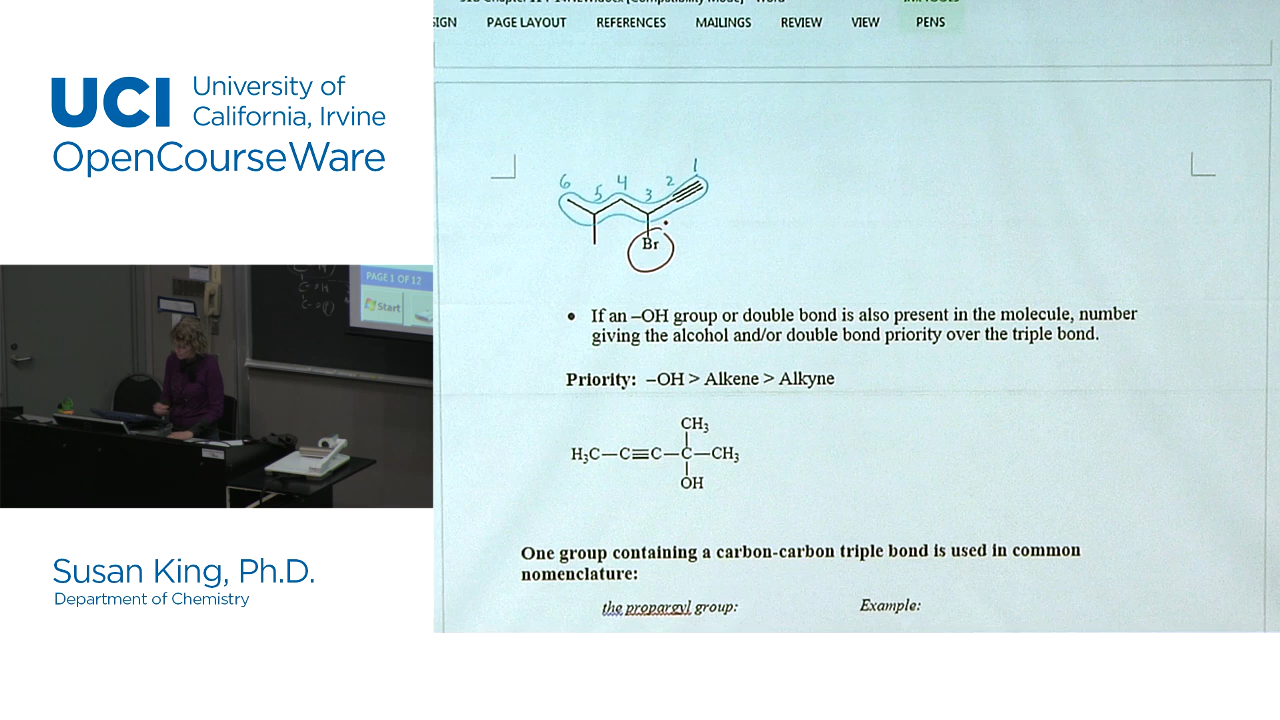 UCI University of
California, Irvine
OpenCourseWare
PAGE LAYOUT REFERENCES MAILINGS REVIEW VIEW PENS
1
6 5 4 3 2
Br
• If an –OH group or double bond is also present in the molecule, number
giving the alcohol and/or double bond priority over the triple bond.
Priority: –OH > Alkene > Alkyne
CH₃
H₃C—C≡C—C—CH₃
OH
One group containing a carbon-carbon triple bond is used in common
nomenclature:
the propargyl group: Example:
PAGE 1 OF 12
Start
Susan King, Ph.D.
Department of Chemistry